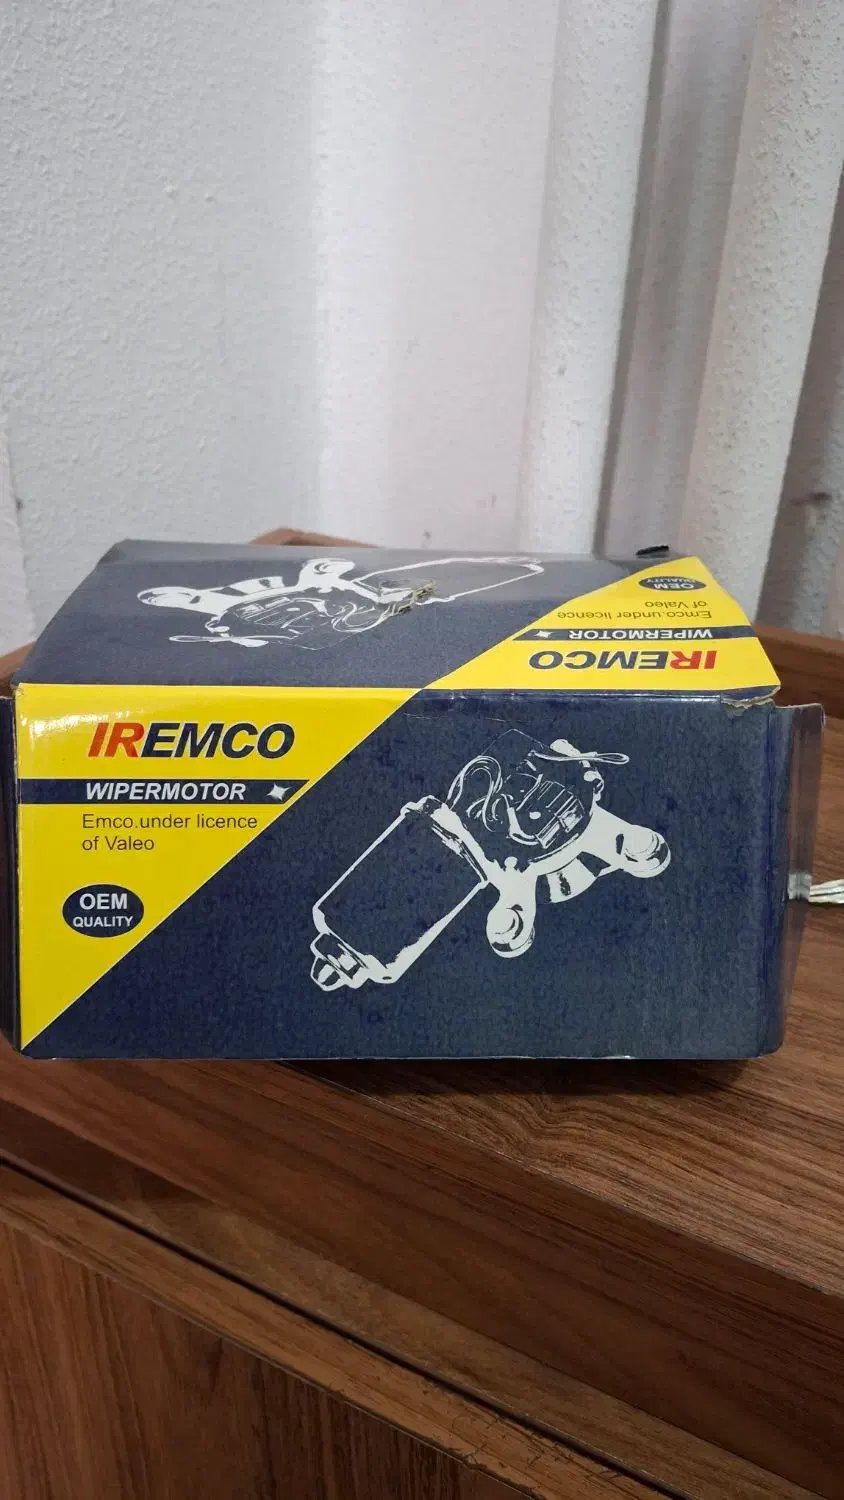 OEM
QUALITY
Emco.under licence
of Valeo
WIPERMOTOR
IREMCO
IREMCO
WIPERMOTOR
Emco.under licence
of Valeo
OEM
QUALITY